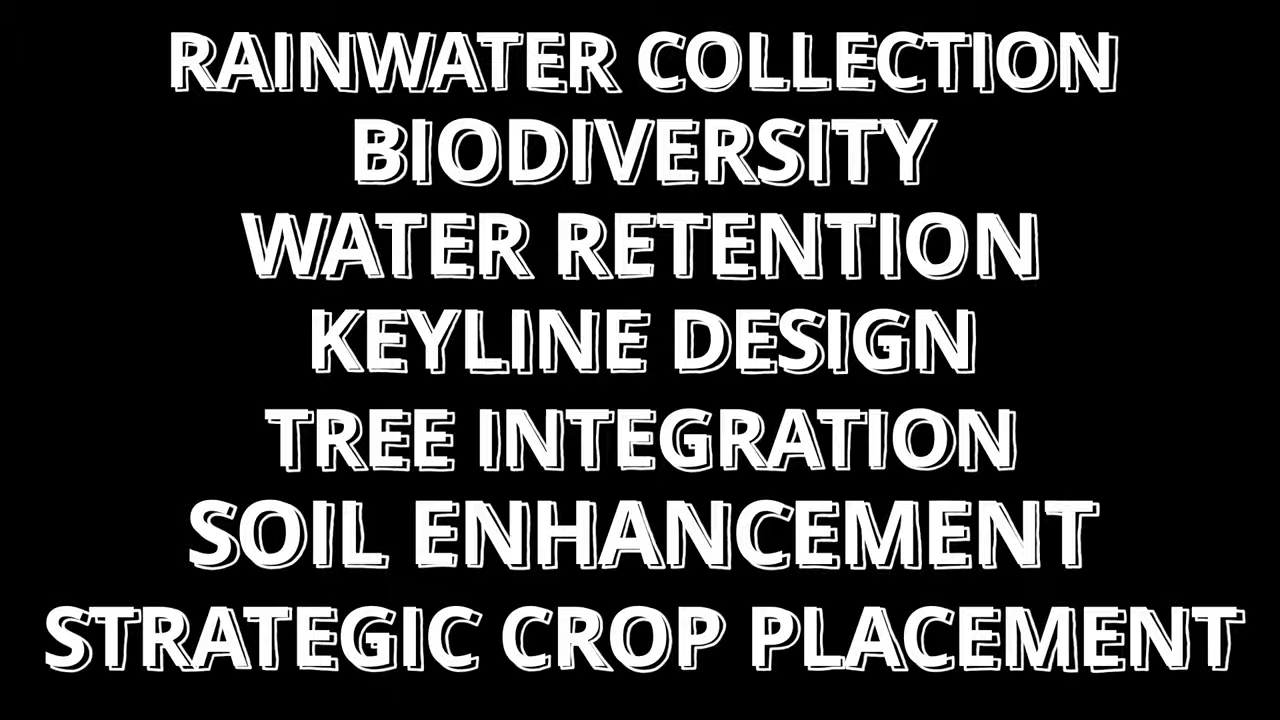 RAINWATER COLLECTION
BIODIVERSITY
WATER RETENTION
KEYLINE DESIGN
TREE INTEGRATION
SOIL ENHANCEMENT
STRATEGIC CROP PLACEMENT